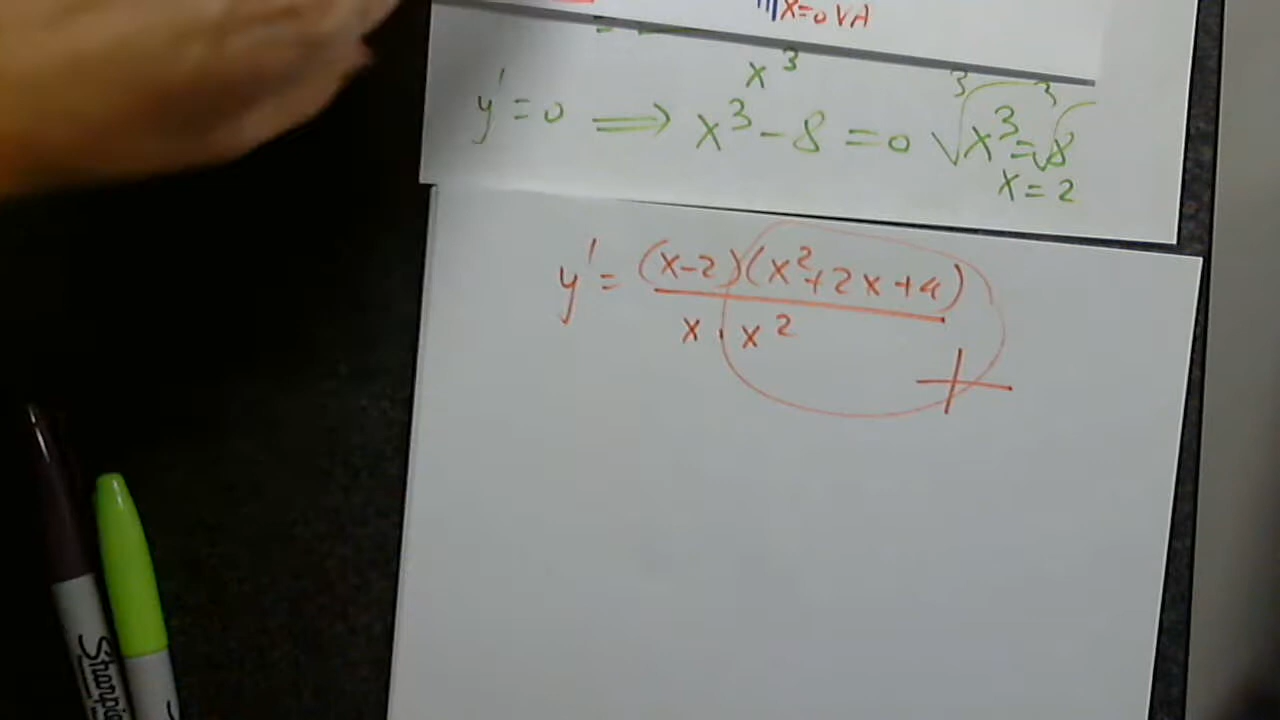 x=0 VA
x³
y'=0 ⟹ x³-8=0 ∛x³=∛8
x=2
y'= (x-2)(x²+2x+4)
x · x²
+
Sharpie